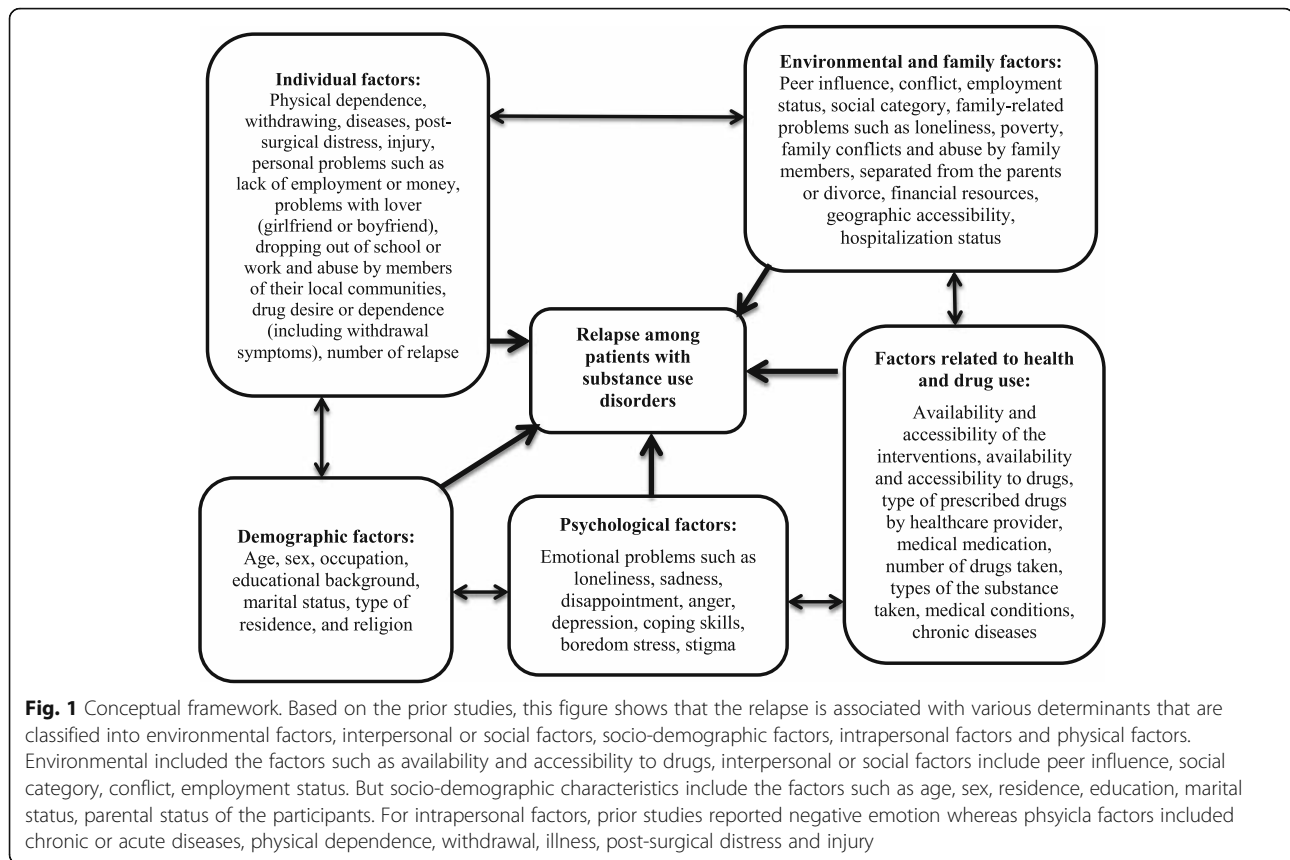 Individual factors:
Physical dependence,
withdrawing, diseases, post-
surgical distress, injury,
personal problems such as
lack of employment or money,
problems with lover
(girlfriend or boyfriend),
dropping out of school or
work and abuse by members
of their local communities,
drug desire or dependence
(including withdrawal
symptoms), number of relapse
Environmental and family factors:
Peer influence, conflict, employment
status, social category, family-related
problems such as loneliness, poverty,
family conflicts and abuse by family
members, separated from the parents
or divorce, financial resources,
geographic accessibility,
hospitalization status
Relapse among
patients with
substance use
disorders
Factors related to health
and drug use:
Availability and
accessibility of the
interventions, availability
and accessibility to drugs,
type of prescribed drugs
by healthcare provider,
medical medication,
number of drugs taken,
types of the substance
taken, medical conditions,
chronic diseases
Demographic factors:
Age, sex, occupation,
educational background,
marital status, type of
residence, and religion
Psychological factors:
Emotional problems such as
loneliness, sadness,
disappointment, anger,
depression, coping skills,
boredom stress, stigma
Fig. 1 Conceptual framework. Based on the prior studies, this figure shows that the relapse is associated with various determinants that are
classified into environmental factors, interpersonal or social factors, socio-demographic factors, intrapersonal factors and physical factors.
Environmental included the factors such as availability and accessibility to drugs, interpersonal or social factors include peer influence, social
category, conflict, employment status. But socio-demographic characteristics include the factors such as age, sex, residence, education, marital
status, parental status of the participants. For intrapersonal factors, prior studies reported negative emotion whereas phsyicla factors included
chronic or acute diseases, physical dependence, withdrawal, illness, post-surgical distress and injury